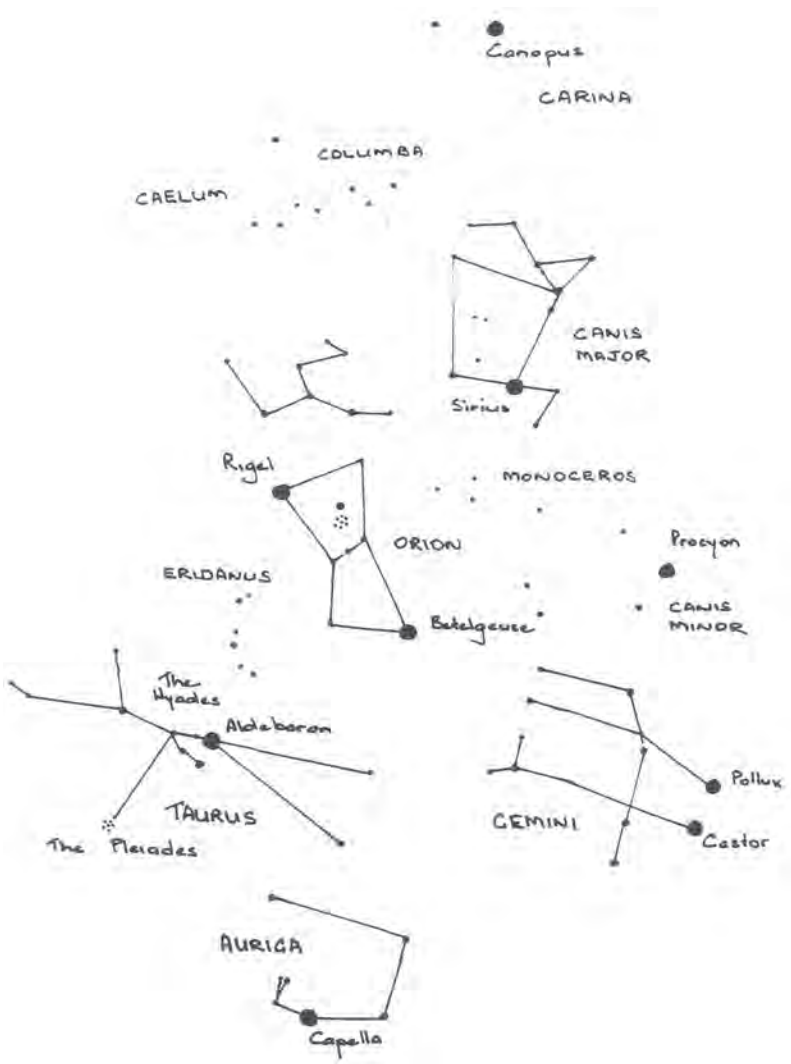 Canopus
CARINA
COLUMBA
CAELUM
CANIS
MAJOR
Sirius
Rigel
MONOCEROS
ORION
Procyon
ERIDANUS
Betelgeuse
CANIS
MINOR
The
Hyades
Aldebaran
Pollux
TAURUS
GEMINI
Castor
The Pleiades
AURIGA
Capella